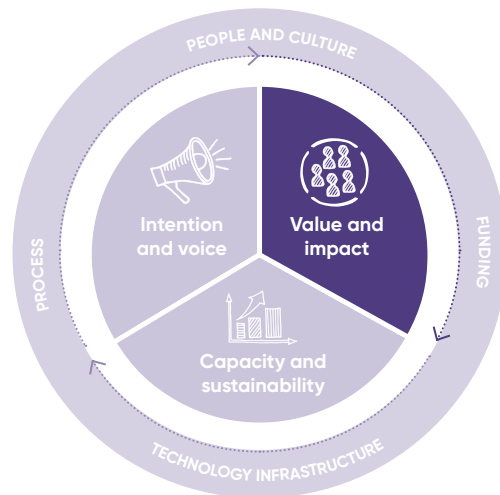 PEOPLE AND CULTURE
Intention
and voice
Value and
impact
PROCESS
FUNDING
Capacity and
sustainability
TECHNOLOGY INFRASTRUCTURE